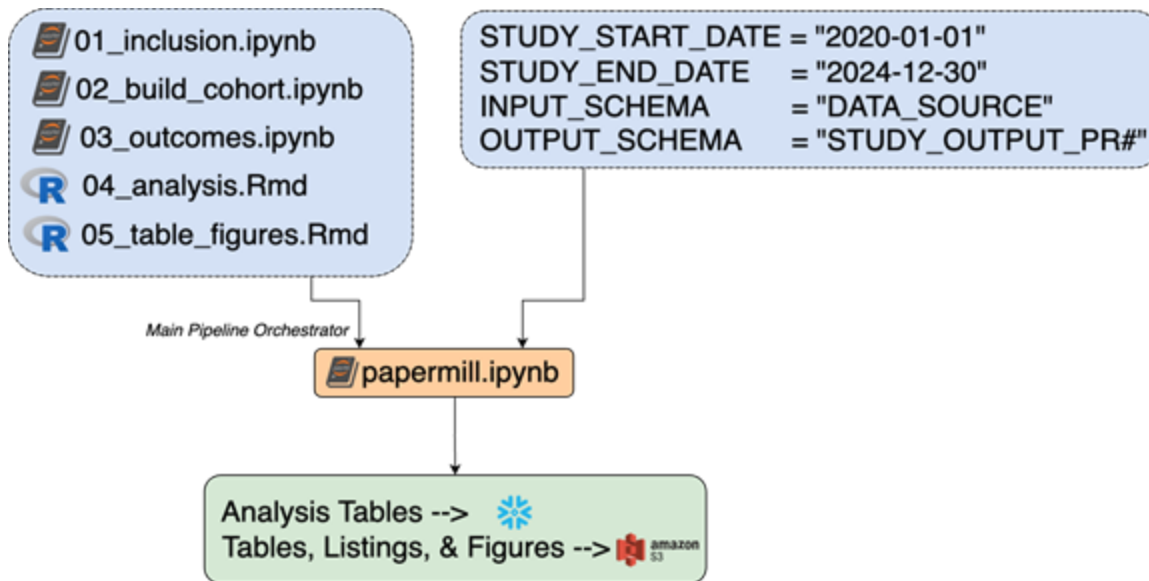 01_inclusion.ipynb
02_build_cohort.ipynb
03_outcomes.ipynb
R 04_analysis.Rmd
R 05_table_figures.Rmd
STUDY_START_DATE = "2020-01-01"
STUDY_END_DATE = "2024-12-30"
INPUT_SCHEMA = "DATA_SOURCE"
OUTPUT_SCHEMA = "STUDY_OUTPUT_PR#"
Main Pipeline Orchestrator
papermill.ipynb
Analysis Tables -->
Tables, Listings, & Figures --> amazon
S3